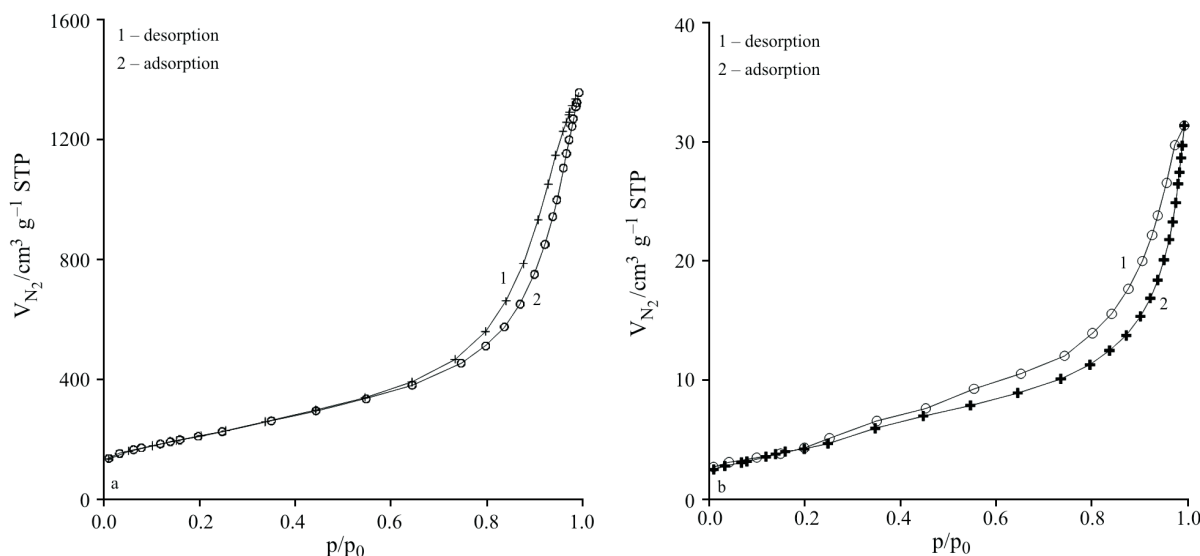 1600
1200
800
400
0
V_N₂/cm³ g⁻¹ STP
1 – desorption
2 – adsorption
1
2
a
0.0 0.2 0.4 0.6 0.8 1.0
p/p₀
40
30
20
10
0
V_N₂/cm³ g⁻¹ STP
1 – desorption
2 – adsorption
1
2
b
0.0 0.2 0.4 0.6 0.8 1.0
p/p₀